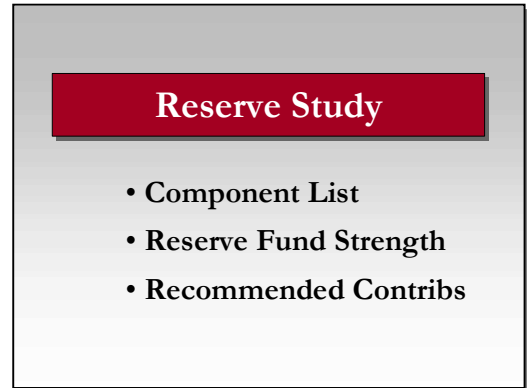 Reserve Study
• Component List
• Reserve Fund Strength
• Recommended Contribs